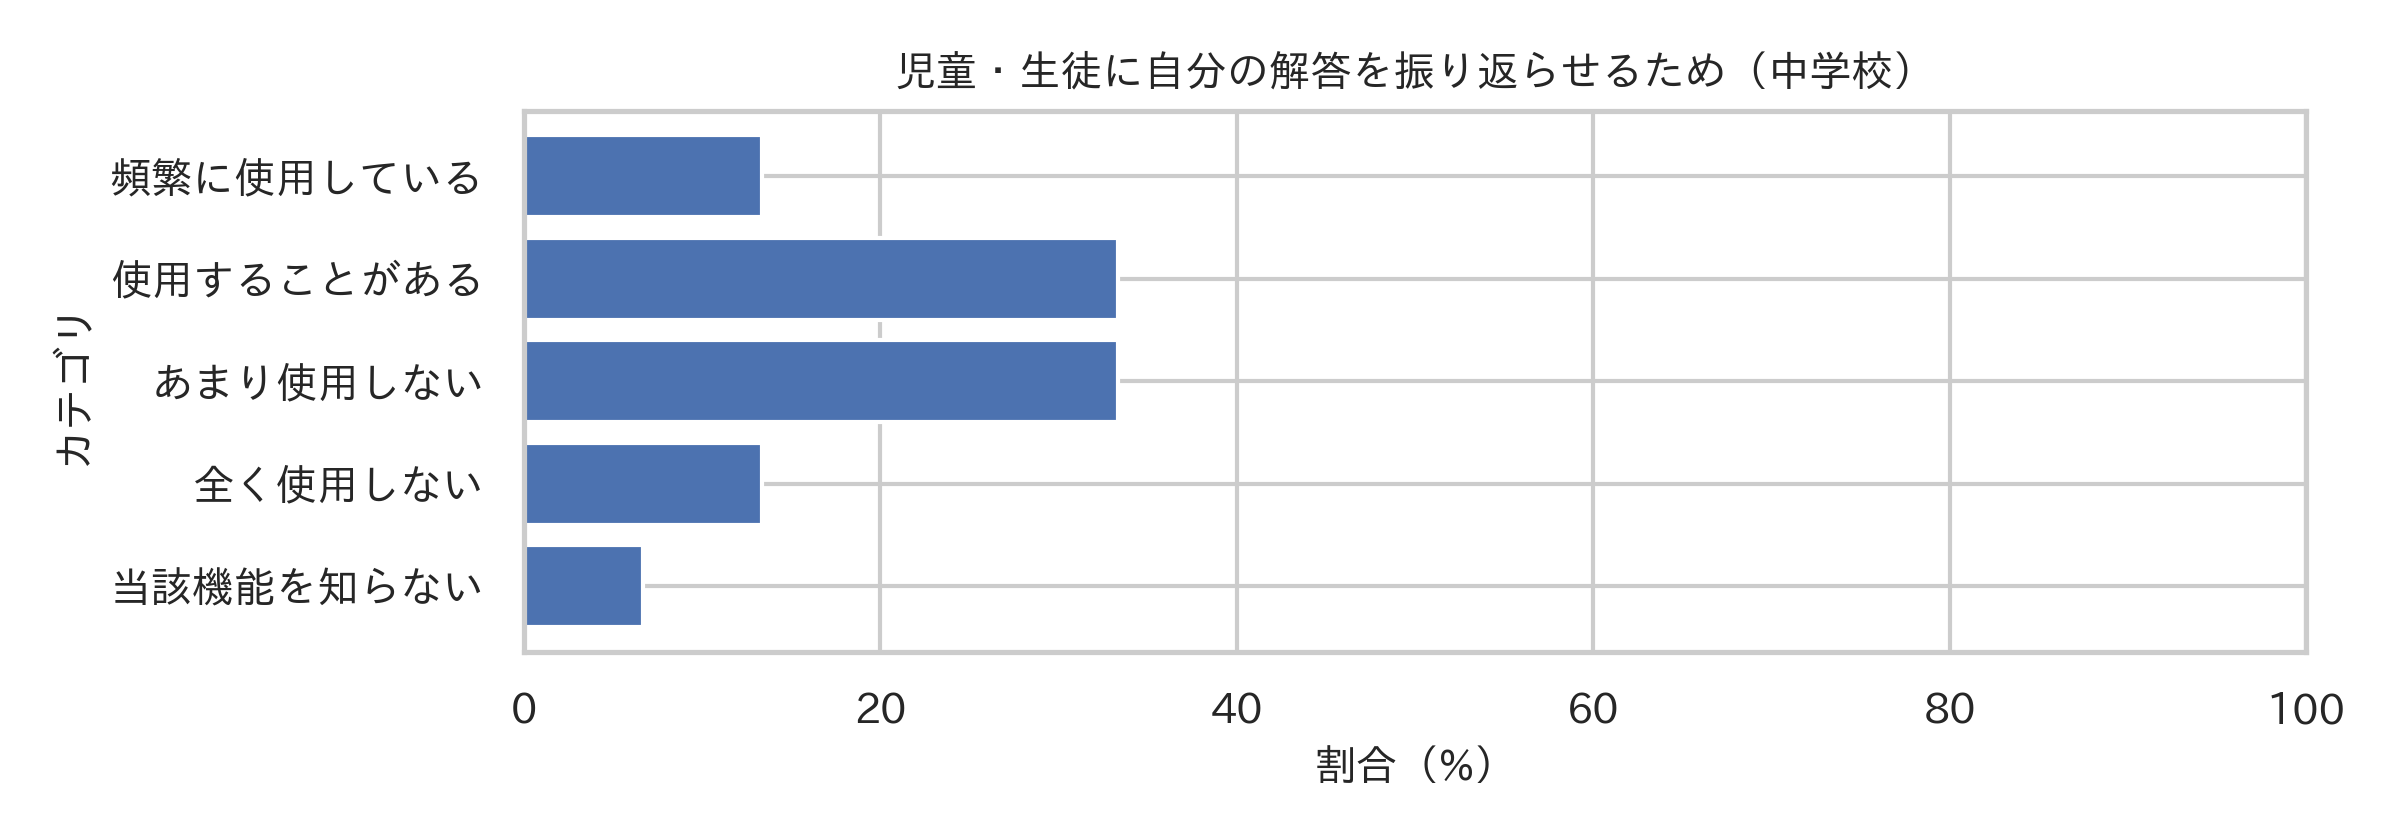 児童・生徒に自分の解答を振り返らせるため（中学校）
頻繁に使用している
使用することがある
あまり使用しない
全く使用しない
当該機能を知らない
カテゴリ
0 20 40 60 80 100
割合（%）